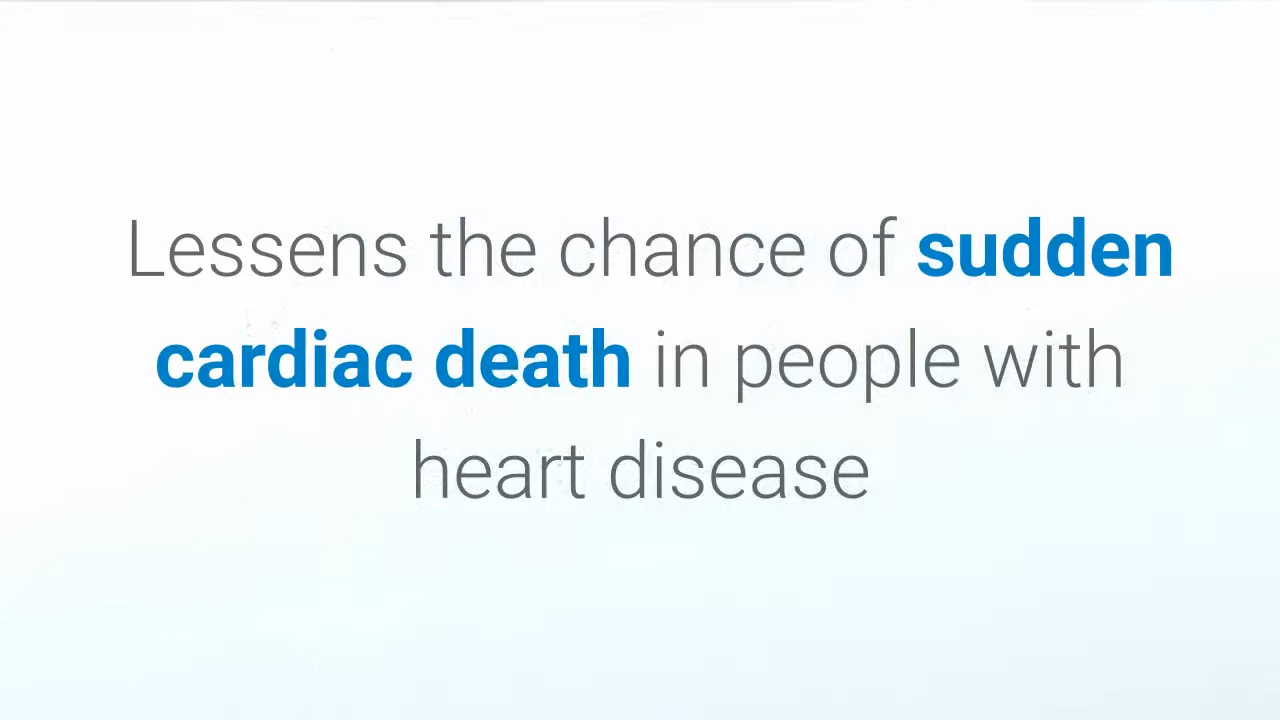 Lessens the chance of sudden
cardiac death in people with
heart disease